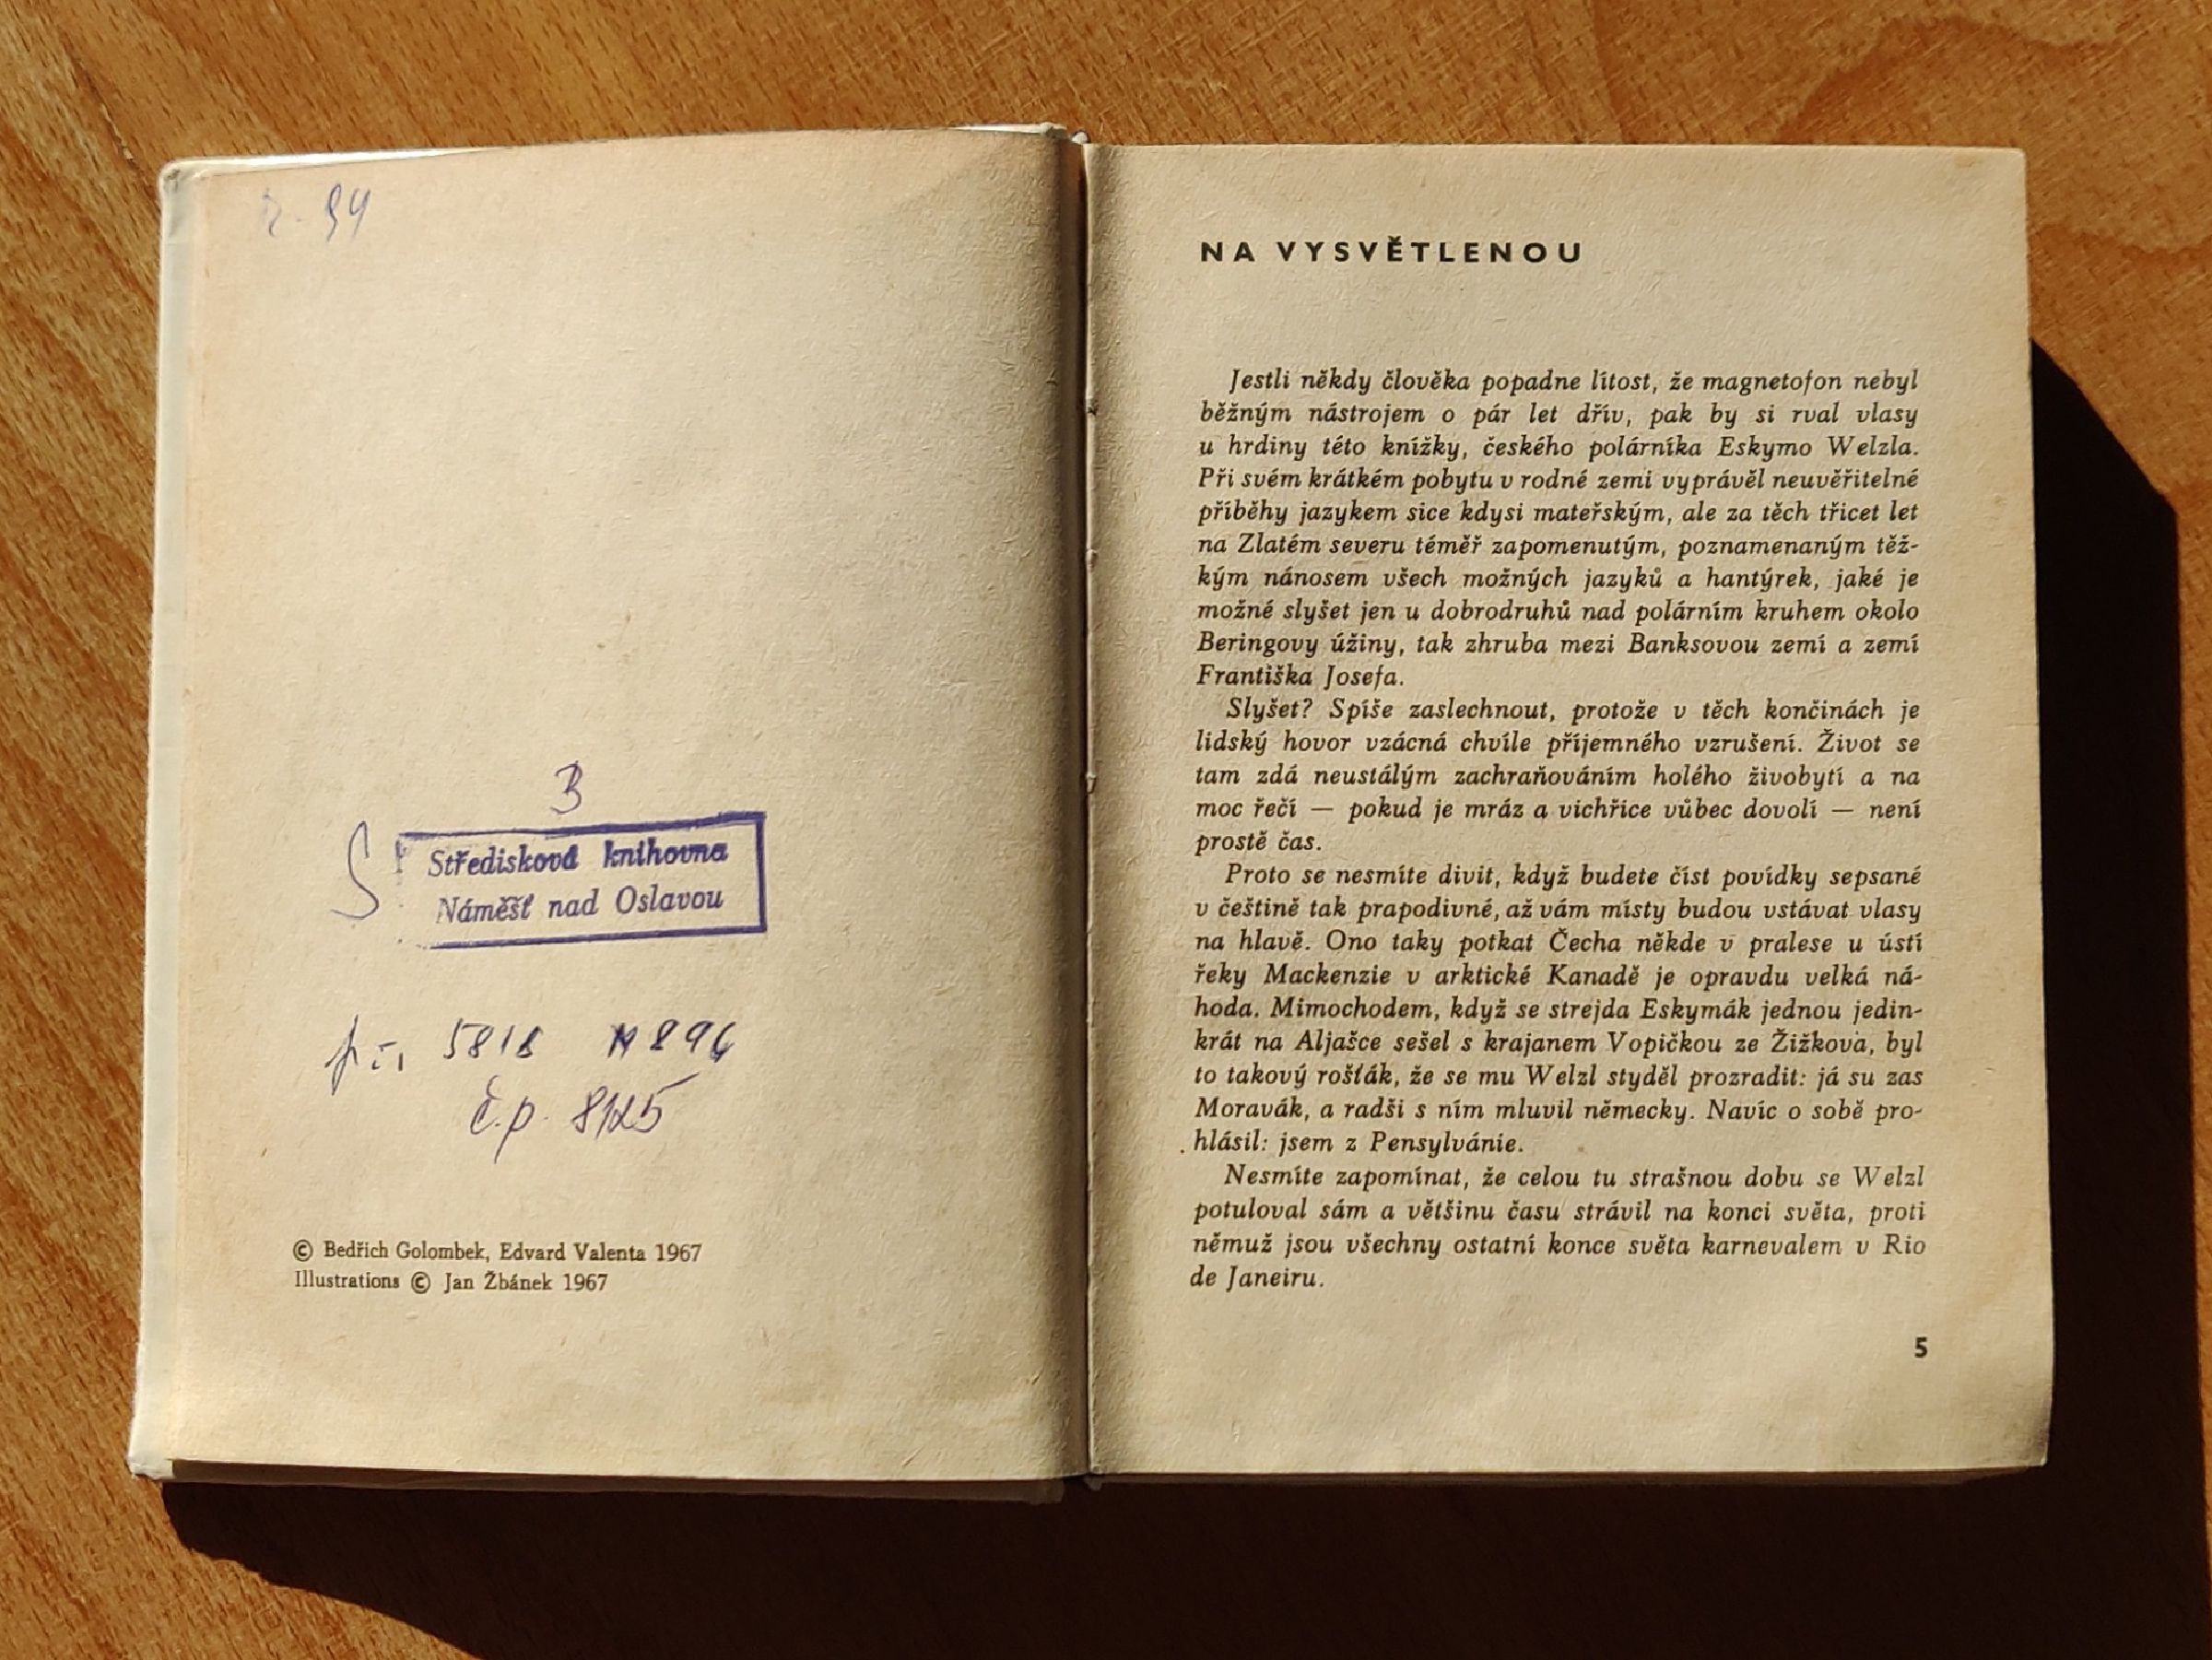 94
3
S
Středisková knihovna
Náměšť nad Oslavou
5818 M 896
č.p. 8125
© Bedřich Golombek, Edvard Valenta 1967
Illustrations © Jan Žbánek 1967
NA VYSVĚTLENOU
Jestli někdy člověka popadne lítost, že magnetofon nebyl
běžným nástrojem o pár let dřív, pak by si rval vlasy
u hrdiny této knížky, českého polárníka Eskymo Welzla.
Při svém krátkém pobytu v rodné zemi vyprávěl neuvěřitelné
příběhy jazykem sice kdysi mateřským, ale za těch třicet let
na Zlatém severu téměř zapomenutým, poznamenaným těž-
kým nánosem všech možných jazyků a hantýrek, jaké je
možné slyšet jen u dobrodruhů nad polárním kruhem okolo
Beringovy úžiny, tak zhruba mezi Banksovou zemí a zemí
Františka Josefa.
Slyšet? Spíše zaslechnout, protože v těch končinách je
lidský hovor vzácná chvíle příjemného vzrušení. Život se
tam zdá neustálým zachraňováním holého živobytí a na
moc řečí — pokud je mráz a vichřice vůbec dovolí — není
prostě čas.
Proto se nesmíte divit, když budete číst povídky sepsané
v češtině tak prapodivné, až vám místy budou vstávat vlasy
na hlavě. Ono taky potkat Čecha někde v pralese u ústí
řeky Mackenzie v arktické Kanadě je opravdu velká ná-
hoda. Mimochodem, když se strejda Eskymák jednou jedin-
krát na Aljašce sešel s krajanem Vopičkou ze Žižkova, byl
to takový rošťák, že se mu Welzl styděl prozradit: já su zas
Moravák, a radši s ním mluvil německy. Navíc o sobě pro-
hlásil: jsem z Pensylvánie.
Nesmíte zapomínat, že celou tu strašnou dobu se Welzl
potuloval sám a většinu času strávil na konci světa, proti
němuž jsou všechny ostatní konce světa karnevalem v Rio
de Janeiru.
5